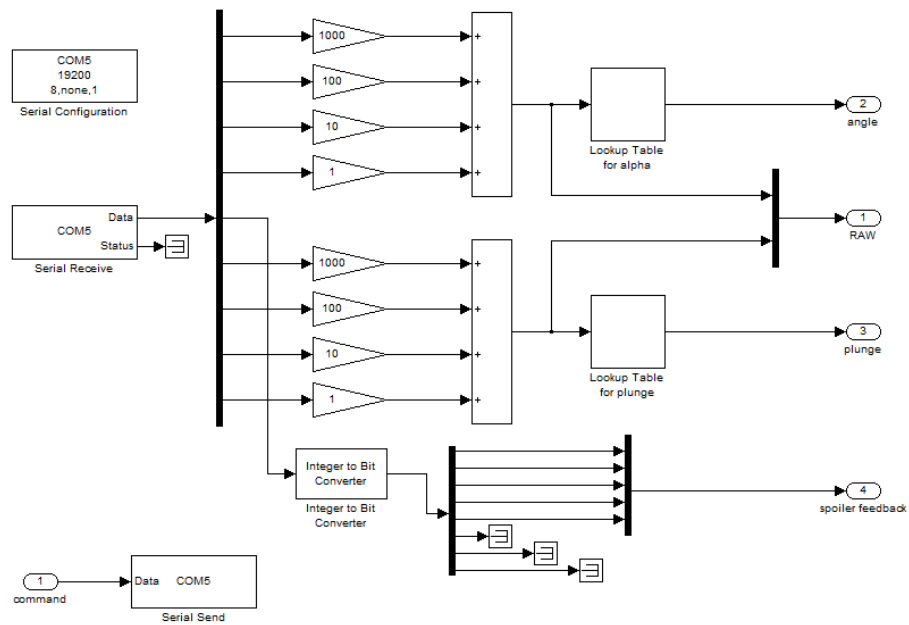 COM5
19200
8,none,1
Serial Configuration
1000
+
100
+
10
+
1
+
Lookup Table
for alpha
2
angle
COM5
Data
Status
Serial Receive
1
RAW
1000
+
100
+
10
+
1
+
Lookup Table
for plunge
3
plunge
Integer to Bit
Converter
Integer to Bit
Converter
4
spoiler feedback
1
command
Data
COM5
Serial Send